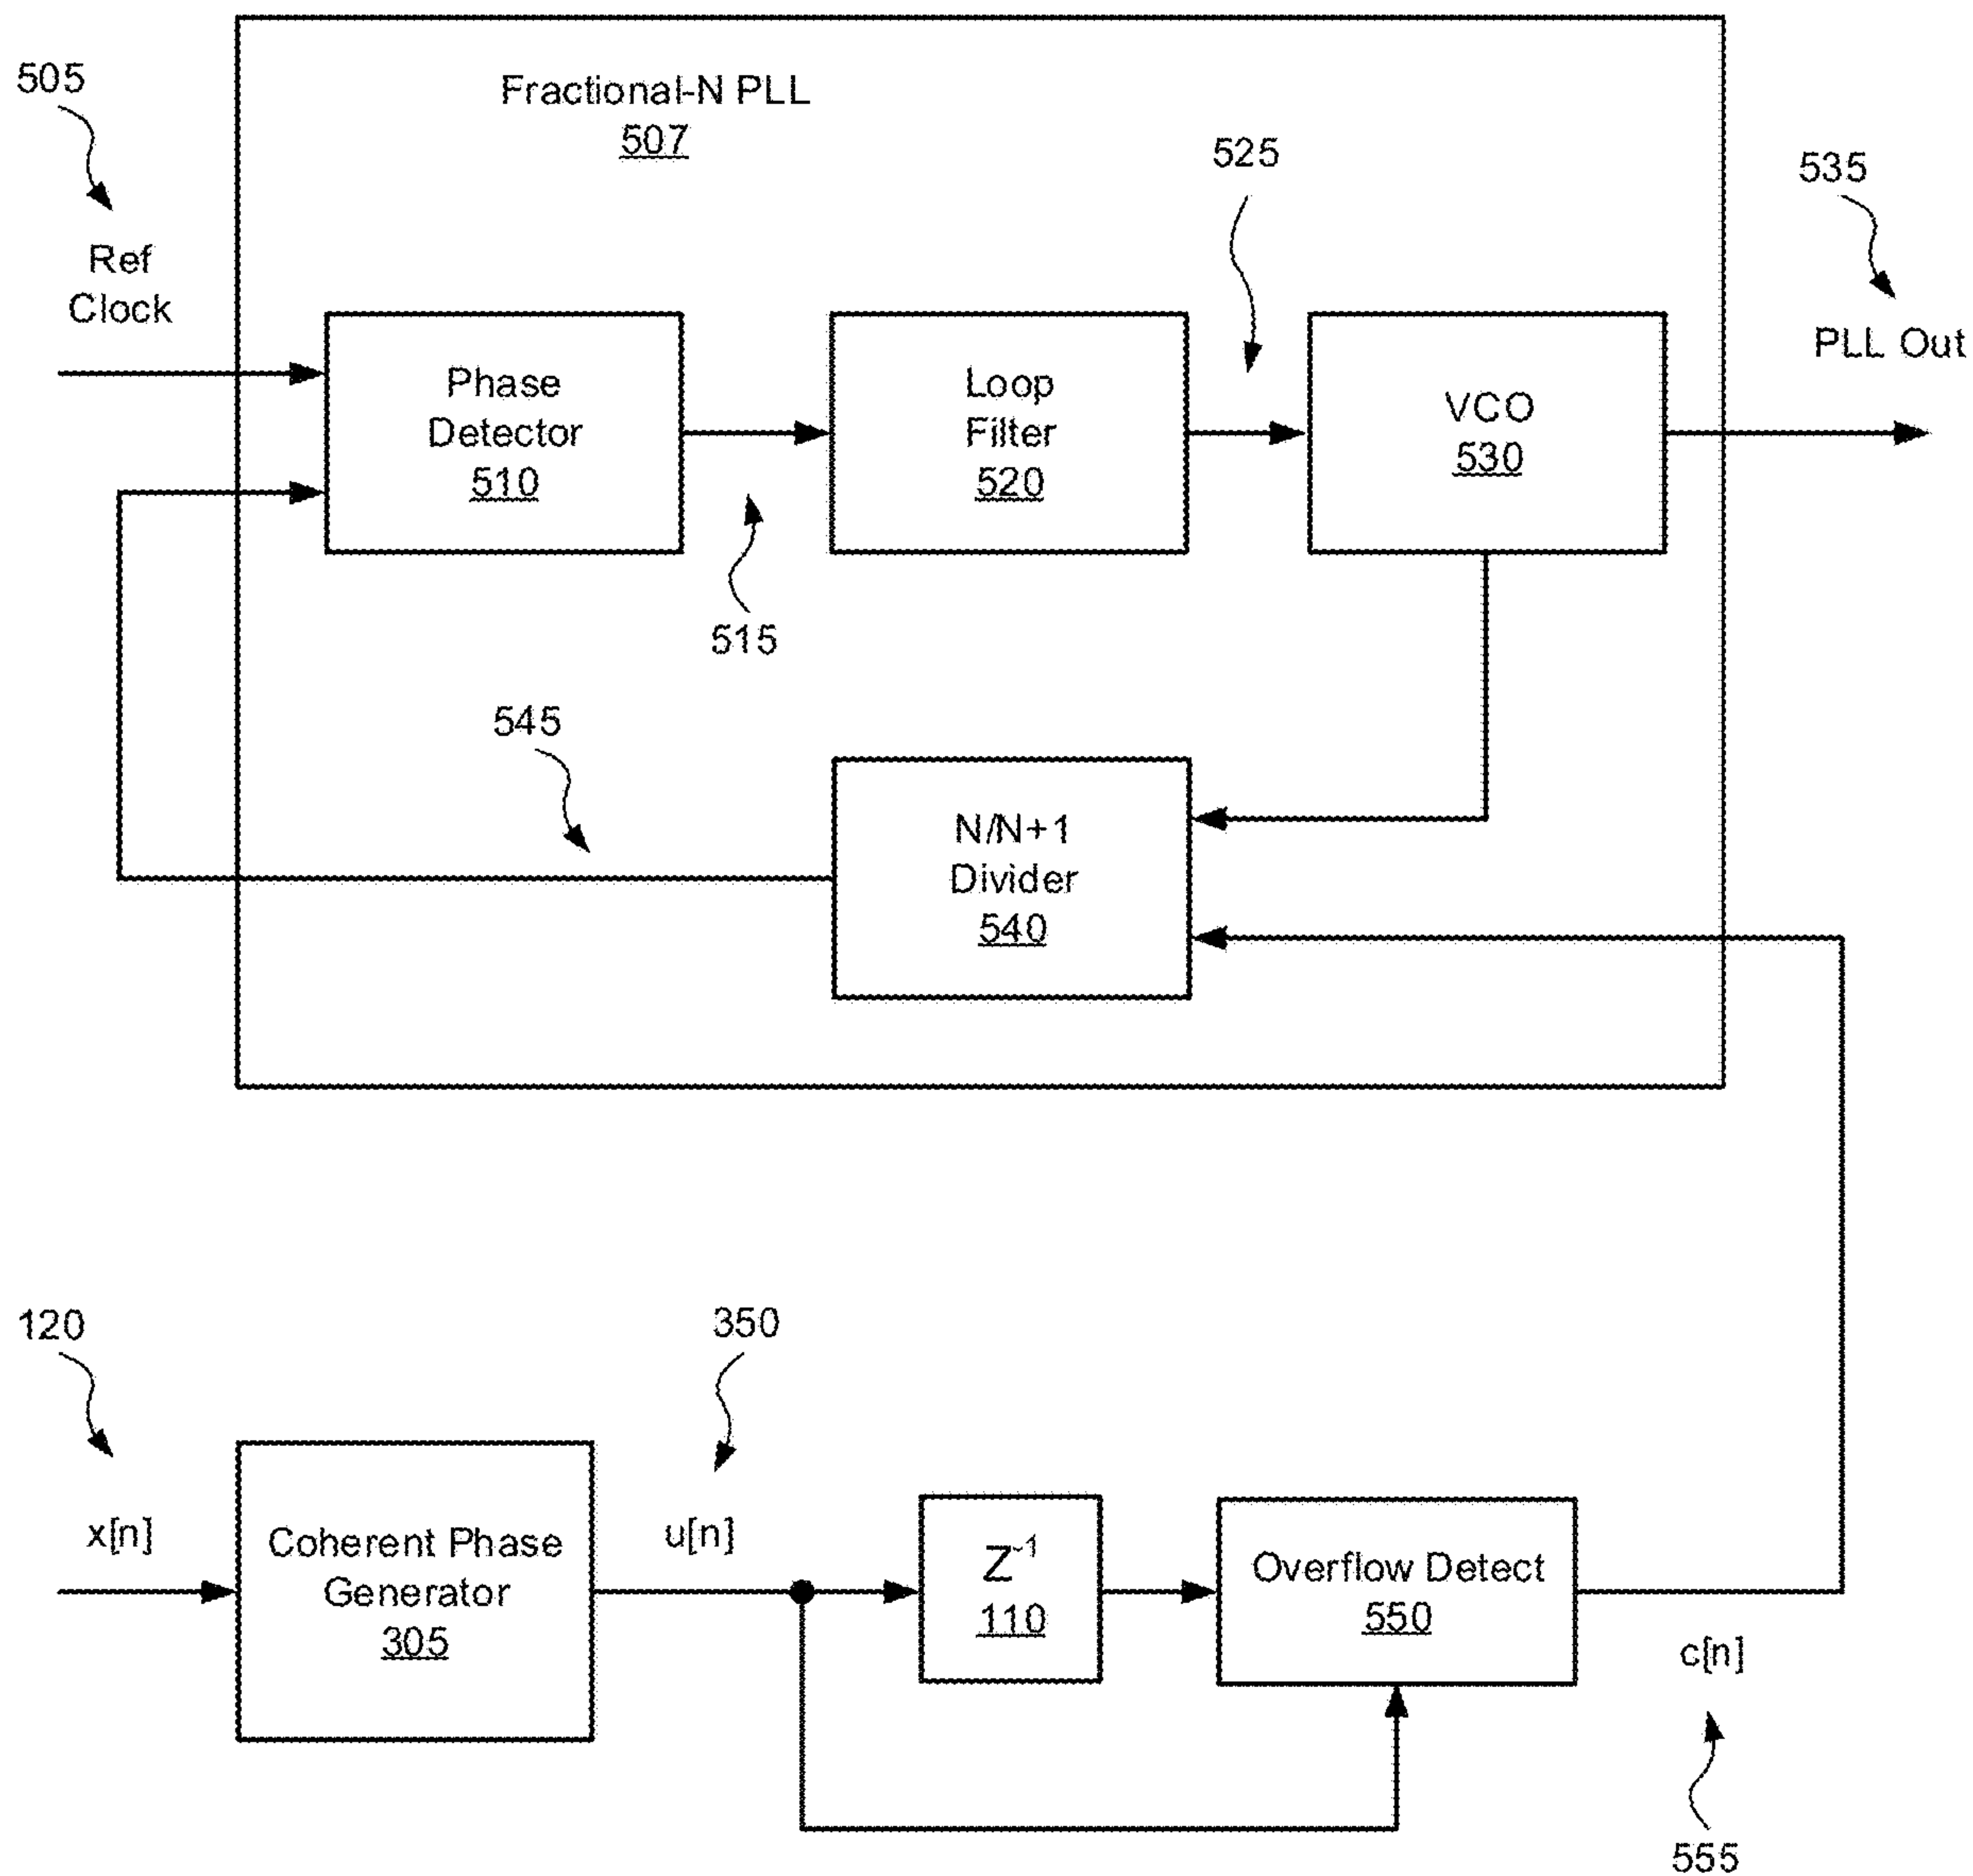 505
Fractional-N PLL
507
525
535
Ref
Clock
PLL Out
Phase
Detector
510
Loop
Filter
520
VCO
530
515
545
N/N+1
Divider
540
120
350
x[n]
Coherent Phase
Generator
305
u[n]
Z-1
110
Overflow Detect
550
c[n]
555